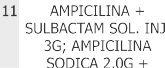 11 AMPICILINA +
SULBACTAM SOL. INJ
3G; AMPICILINA
SODICA 2.0G +